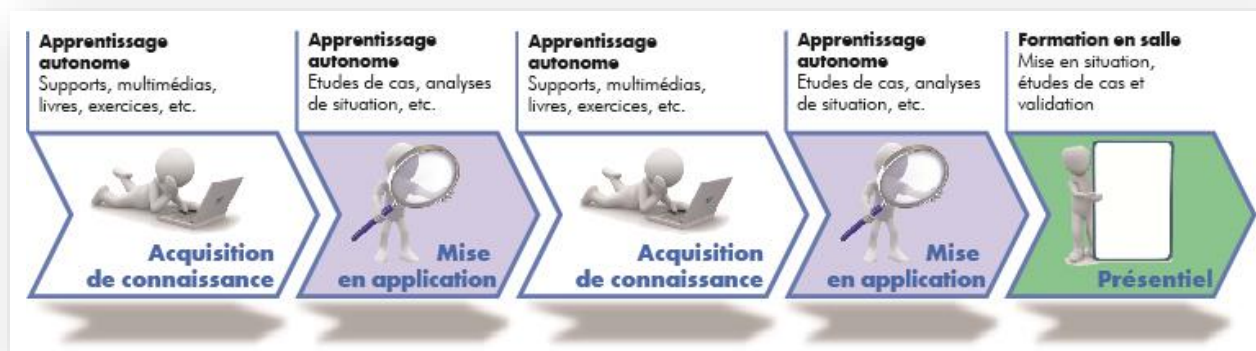 Apprentissage
autonome
Supports, multimédias,
livres, exercices, etc.
Acquisition
de connaissance
Apprentissage
autonome
Etudes de cas, analyses
de situation, etc.
Mise
en application
Apprentissage
autonome
Supports, multimédias,
livres, exercices, etc.
Acquisition
de connaissance
Apprentissage
autonome
Etudes de cas, analyses
de situation, etc.
Mise
en application
Formation en salle
Mise en situation,
études de cas et
validation
Présentiel